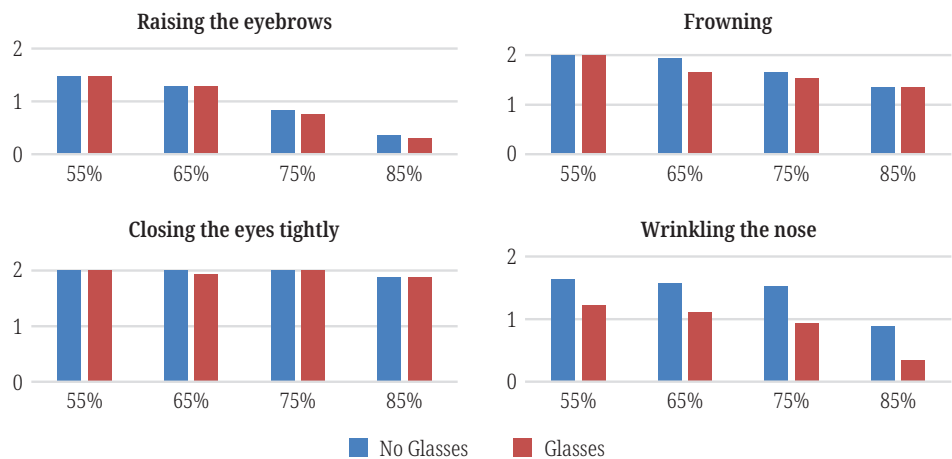 Raising the eyebrows
2
1
0
55% 65% 75% 85%
Frowning
2
1
0
55% 65% 75% 85%
Closing the eyes tightly
2
1
0
55% 65% 75% 85%
Wrinkling the nose
2
1
0
55% 65% 75% 85%
No Glasses Glasses